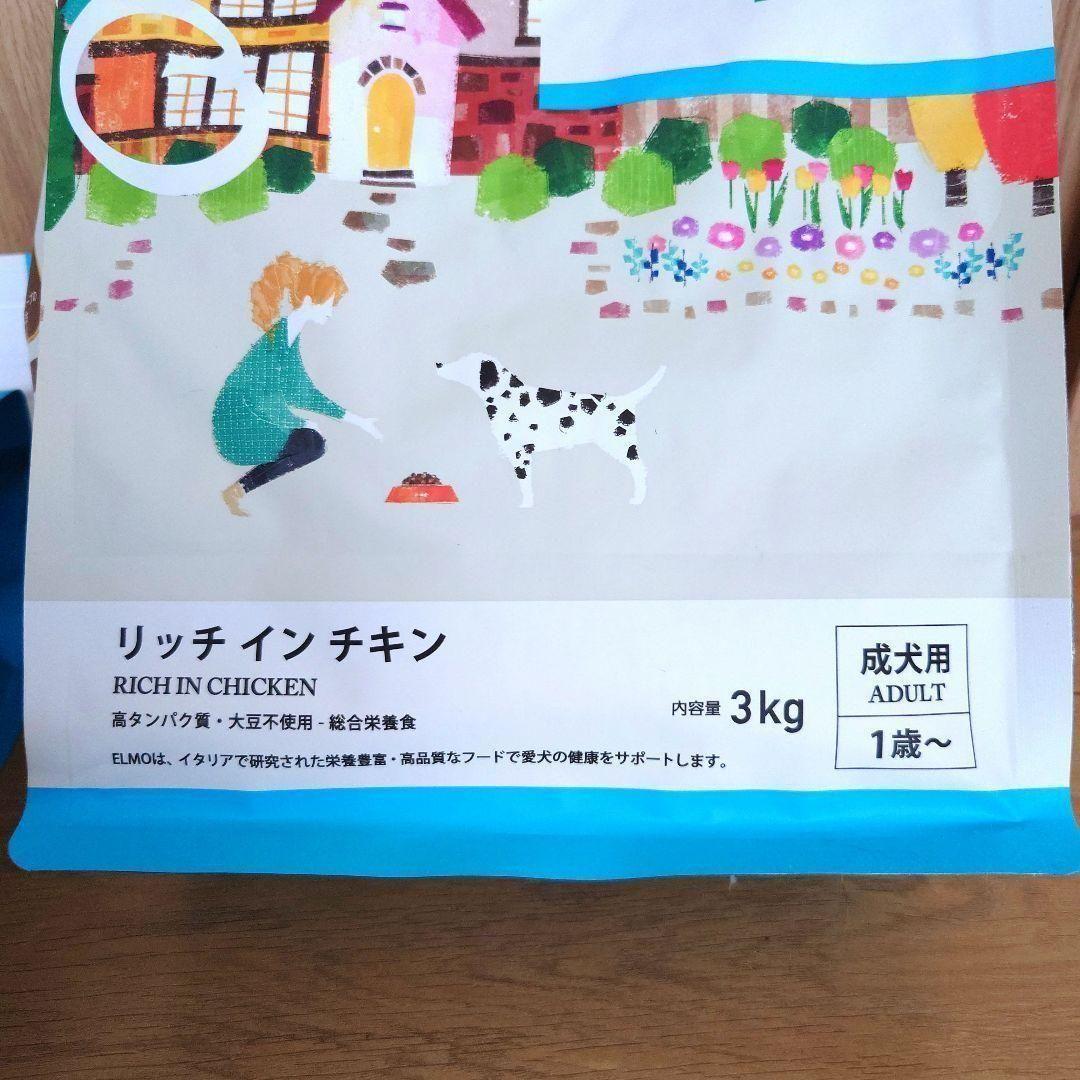 リッチ イン チキン
RICH IN CHICKEN
高タンパク質・大豆不使用 - 総合栄養食
内容量 3kg
ELMOは、イタリアで研究された栄養豊富・高品質なフードで愛犬の健康をサポートします。
成犬用
ADULT
1歳～